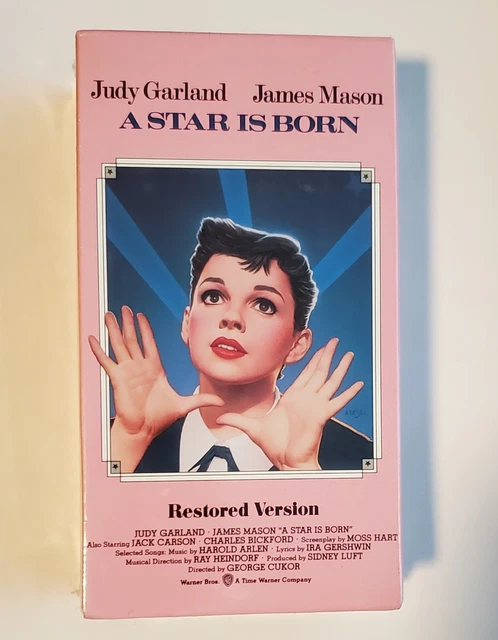 Judy Garland James Mason
A STAR IS BORN
Restored Version
JUDY GARLAND · JAMES MASON "A STAR IS BORN"
Also Starring JACK CARSON · CHARLES BICKFORD · Screenplay by MOSS HART
Selected Songs: Music by HAROLD ARLEN · Lyrics by IRA GERSHWIN
Musical Direction by RAY HEINDORF · Produced by SIDNEY LUFT
Directed by GEORGE CUKOR
Warner Bros. A Time Warner Company